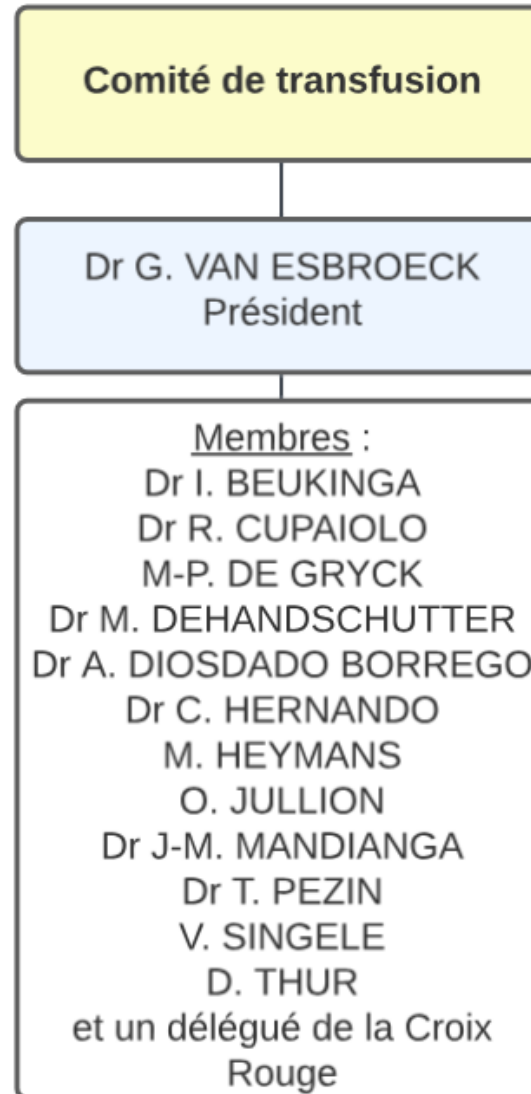 Comité de transfusion
Dr G. VAN ESBROECK
Président
Membres :
Dr I. BEUKINGA
Dr R. CUPAIOLO
M-P. DE GRYCK
Dr M. DEHANDSCHUTTER
Dr A. DIOSDADO BORREGO
Dr C. HERNANDO
M. HEYMANS
O. JULLION
Dr J-M. MANDIANGA
Dr T. PEZIN
V. SINGELE
D. THUR
et un délégué de la Croix
Rouge